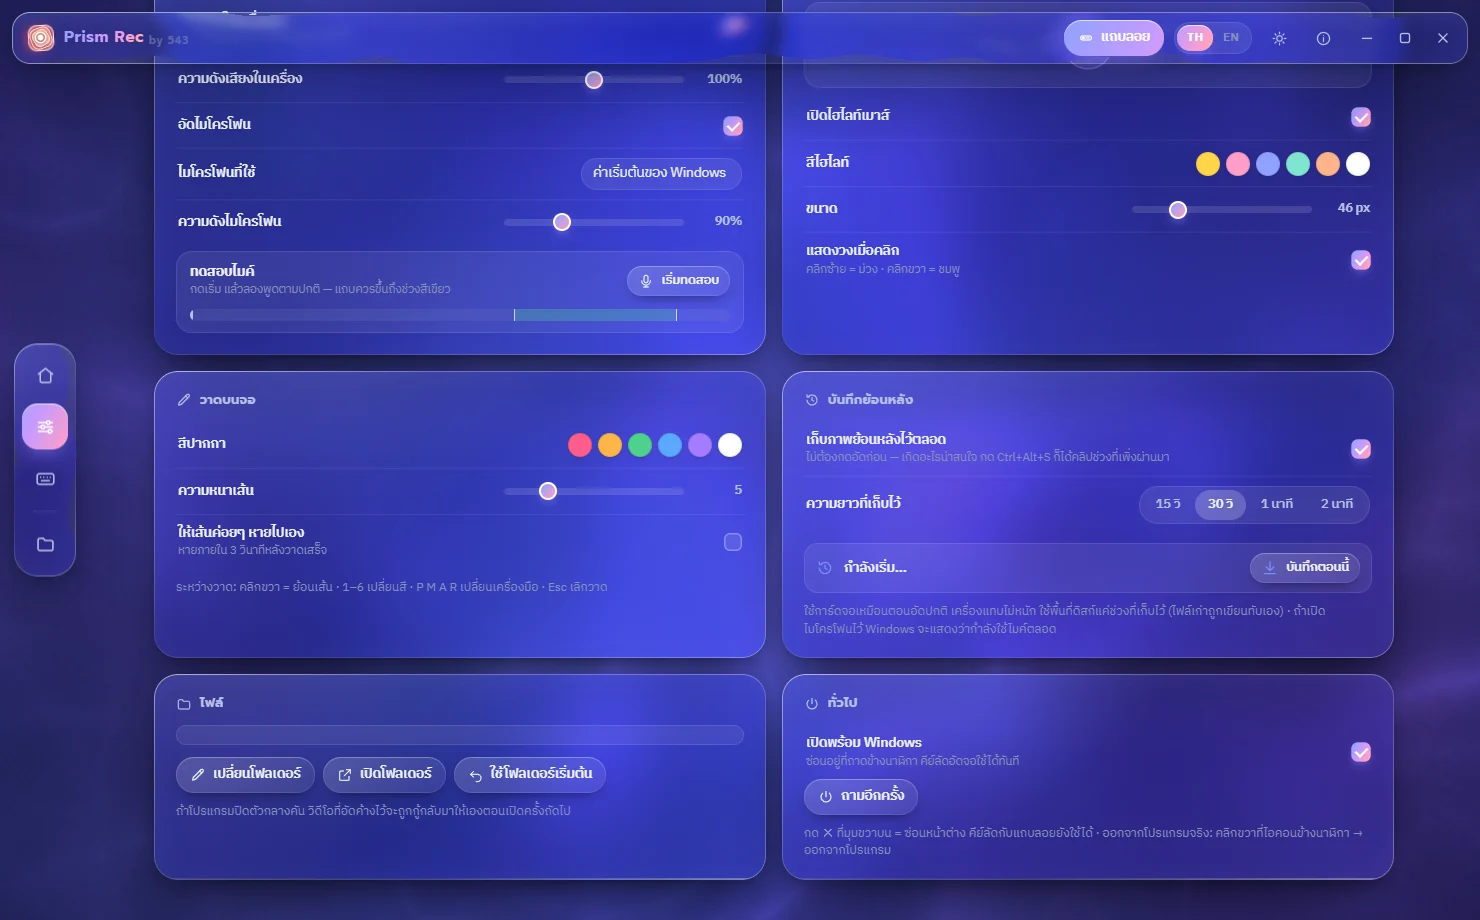 Prism Rec by 543
แถบลอย
TH EN
ความดังเสียงในเครื่อง 100%
อัดไมโครโฟน
ไมโครโฟนที่ใช้ ค่าเริ่มต้นของ Windows
ความดังไมโครโฟน 90%
ทดสอบไมค์
กดเริ่ม แล้วลองพูดตามปกติ — แถบควรขึ้นถึงช่วงสีเขียว
เริ่มทดสอบ
เปิดไฮไลท์เมาส์
สีไฮไลท์
ขนาด 46 px
แสดงวงเมื่อคลิก
คลิกซ้าย = ม่วง · คลิกขวา = ชมพู
วาดบนจอ
สีปากกา
ความหนาเส้น 5
ให้เส้นค่อยๆ หายไปเอง
หายภายใน 3 วินาทีหลังวาดเสร็จ
ระหว่างวาด: คลิกขวา = ย้อนเส้น · 1–6 เปลี่ยนสี · P M A R เปลี่ยนเครื่องมือ · Esc เลิกวาด
บันทึกย้อนหลัง
เก็บภาพย้อนหลังไว้ตลอด
ไม่ต้องกดอัดก่อน — เกิดอะไรน่าสนใจ กด Ctrl+Alt+S ก็ได้คลิปช่วงที่เพิ่งผ่านมา
ความยาวที่เก็บไว้ 15 วิ 30 วิ 1 นาที 2 นาที
กำลังเริ่ม... บันทึกตอนนี้
ใช้การ์ดจอเหมือนตอนอัดปกติ เครื่องแทบไม่หนัก ใช้พื้นที่ดิสก์แค่ช่วงที่เก็บไว้ (ไฟล์เก่าถูกเขียนทับเอง) · ถ้าเปิด
ไมโครโฟนไว้ Windows จะแสดงว่ากำลังใช้ไมค์ตลอด
ไฟล์
เปลี่ยนโฟลเดอร์ เปิดโฟลเดอร์ ใช้โฟลเดอร์เริ่มต้น
ถ้าโปรแกรมปิดตัวกลางคัน วิดีโอที่อัดค้างไว้จะถูกกู้กลับมาให้เองตอนเปิดครั้งถัดไป
ทั่วไป
เปิดพร้อม Windows
ซ่อนอยู่ที่ถาดข้างนาฬิกา คีย์ลัดอัดจอใช้ได้ทันที
ถามอีกครั้ง
กด ✕ ที่มุมขวาบน = ซ่อนหน้าต่าง คีย์ลัดกับแถบลอยยังใช้ได้ · ออกจากโปรแกรมจริง: คลิกขวาที่ไอคอนข้างนาฬิกา →
ออกจากโปรแกรม